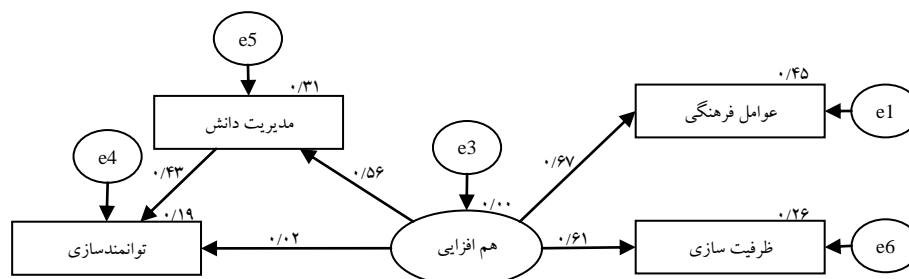 e5
۰/۳۱
۰/۴۵
مدیریت دانش
عوامل فرهنگی
e1
e4
e3
۰/۴۳
۰/۵۶
۰/۶۷
۰/۱۹
۰/۰۰
۰/۲۶
توانمندسازی
۰/۰۲
هم افزایی
۰/۶۱
ظرفیت سازی
e6